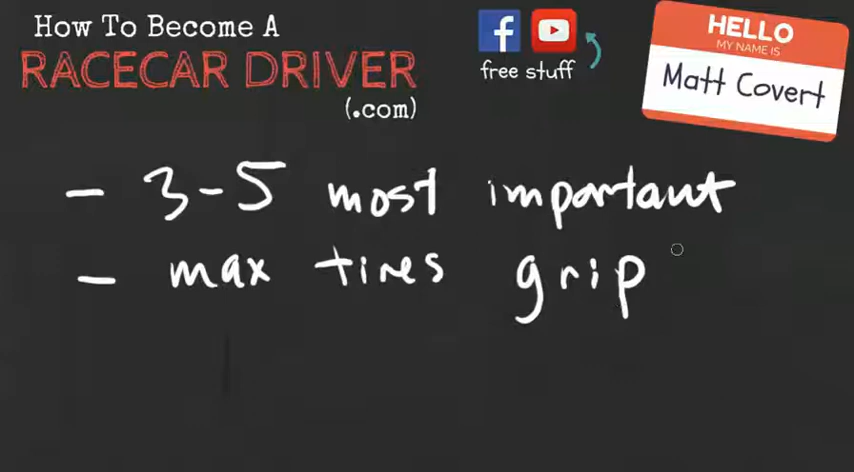 How To Become A
RACECAR DRIVER
(.com)
f
free stuff
HELLO
MY NAME IS
Matt Covert
- 3-5 most important
- max tires grip